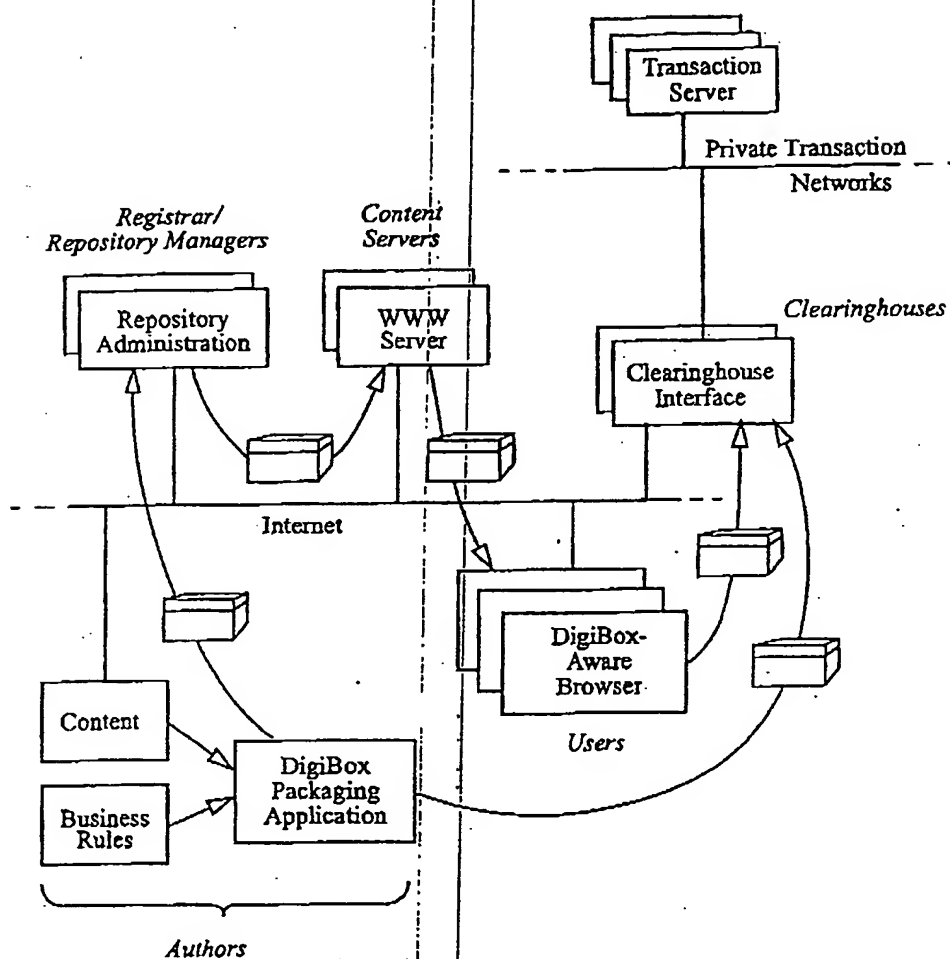 Transaction
Server
Private Transaction
Networks
Registrar/
Repository Managers
Content
Servers
Repository
Administration
WWW
Server
Clearinghouses
Clearinghouse
Interface
Internet
DigiBox-
Aware
Browser
Users
Content
Business
Rules
DigiBox
Packaging
Application
Authors